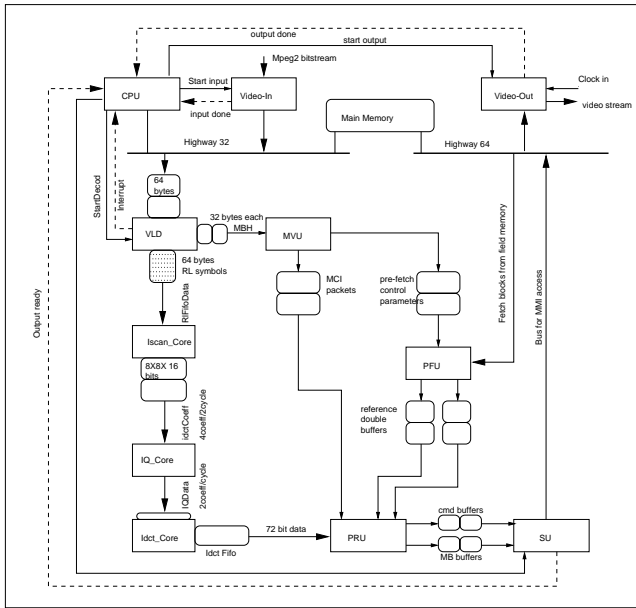 output done
start output
Mpeg2 bitstream
CPU
Start input
Video-In
input done
Video-Out
Clock in
video stream
Main Memory
Highway 32
Highway 64
StartDecod
Interrupt
64
bytes
VLD
32 bytes each
MBH
MVU
64 bytes
RL symbols
MCI
packets
pre-fetch
control
parameters
Fetch blocks from field memory
Bus for MMI access
Output ready
RlFifoData
Iscan_Core
8X8X 16
bits
PFU
idctCoeff
4coeff/2cycle
reference
double
buffers
IQ_Core
IQData
2coeff/cycle
Idct_Core
Idct Fifo
72 bit data
PRU
cmd buffers
MB buffers
SU